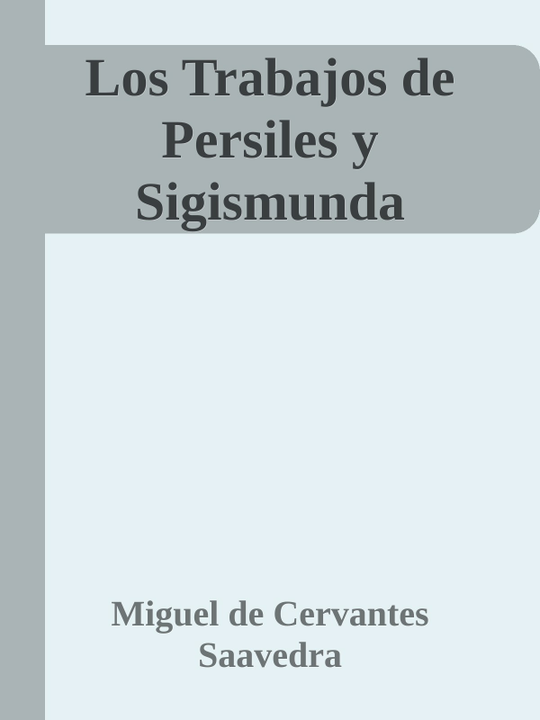 Los Trabajos de
Persiles y
Sigismunda
Miguel de Cervantes
Saavedra